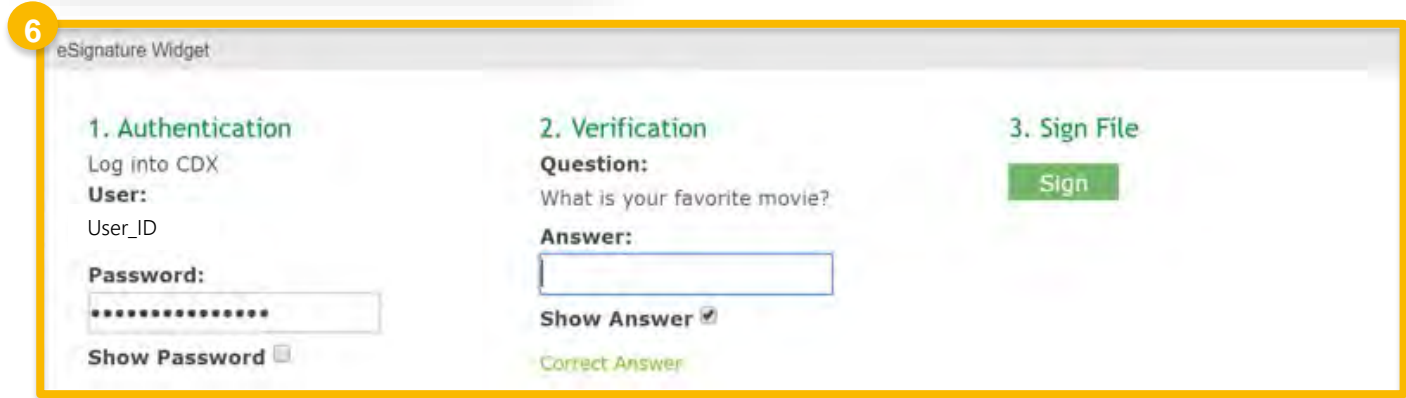 6
eSignature Widget
1. Authentication
Log into CDX
User:
User_ID
Password:
•••••••••••••••
Show Password
2. Verification
Question:
What is your favorite movie?
Answer:
Show Answer
Correct Answer
3. Sign File
Sign